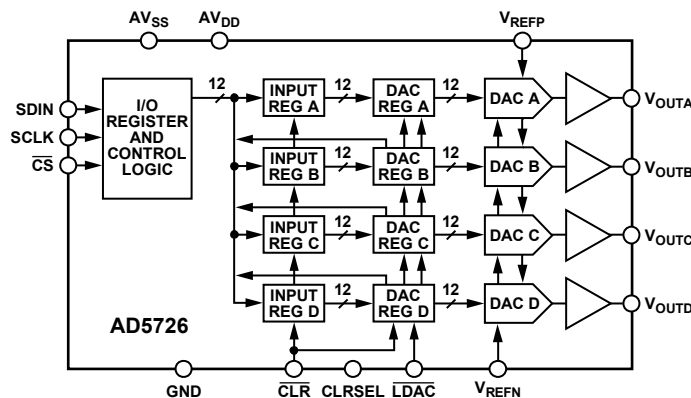 AVSS AVDD VREFP
12 INPUT REG A 12 DAC REG A 12 DAC A VOUTA
SDIN
SCLK
CS
I/O
REGISTER
AND
CONTROL
LOGIC
INPUT REG B 12 DAC REG B 12 DAC B VOUTB
INPUT REG C 12 DAC REG C 12 DAC C VOUTC
INPUT REG D 12 DAC REG D 12 DAC D VOUTD
AD5726
GND CLR CLRSEL LDAC VREFN